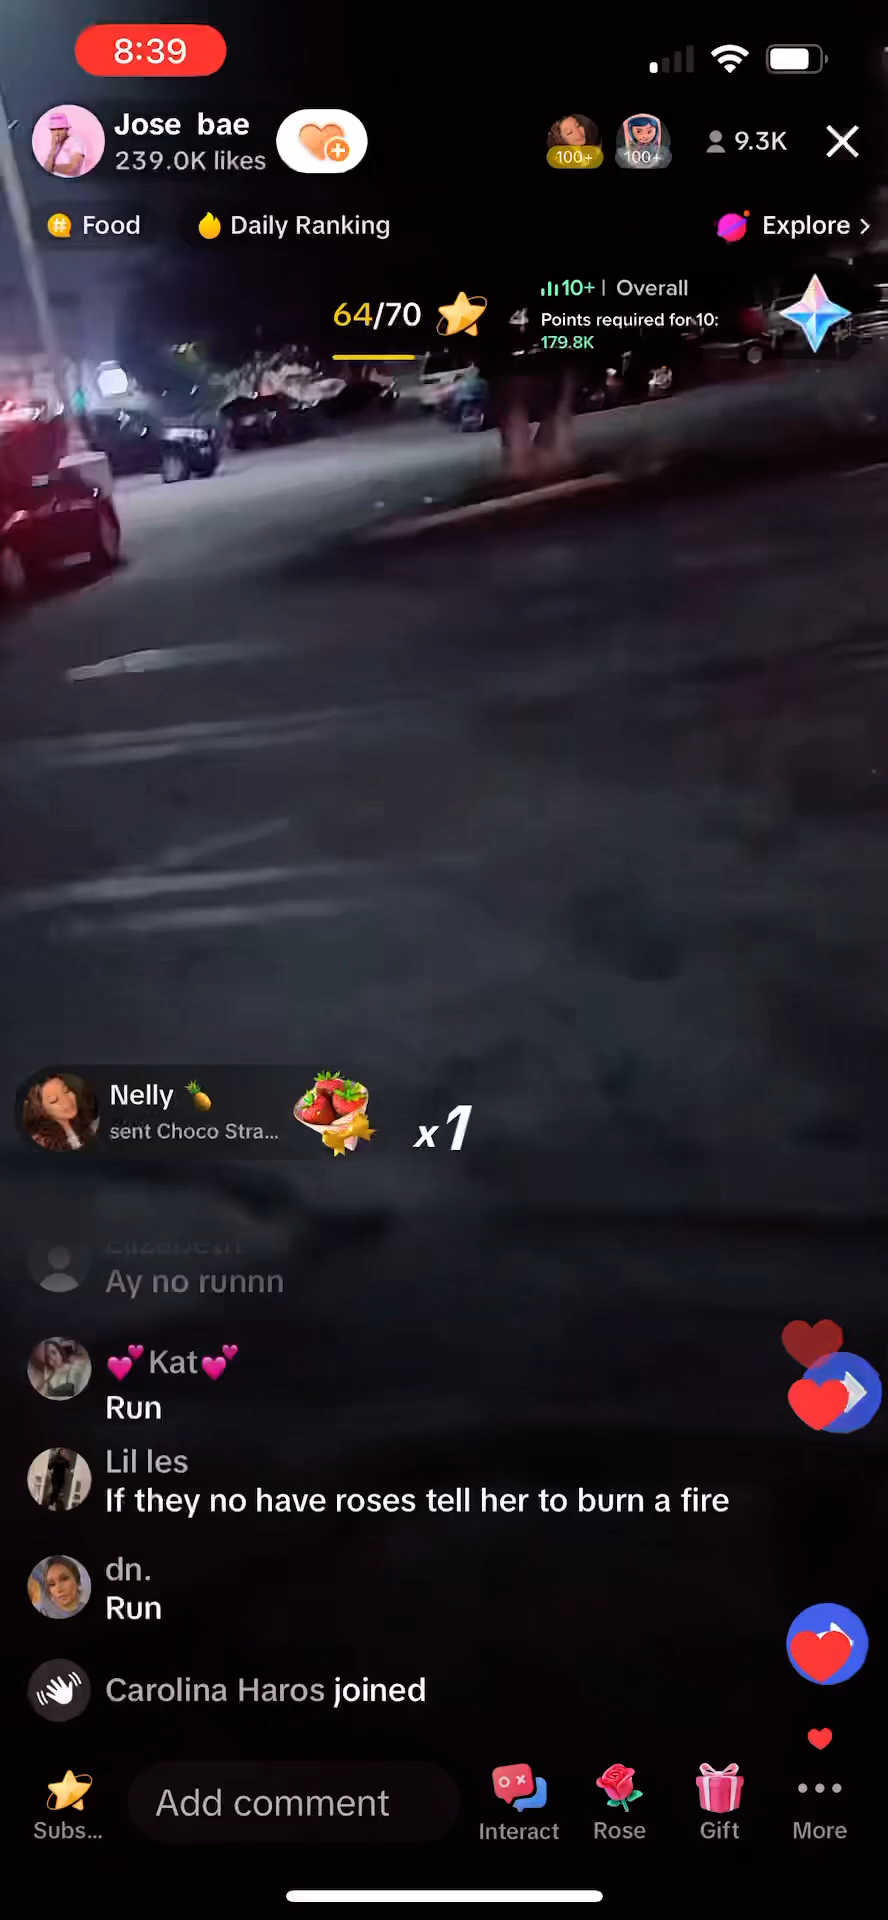 8:39
Jose bae
239.0K likes
100+
100+
9.3K
Food
Daily Ranking
Explore >
64/70
10+ | Overall
Points required for 10:
179.8K
Nelly 🍍
sent Choco Stra...
x1
Elizabeth
Ay no runnn
💕Kat💕
Run
Lil les
If they no have roses tell her to burn a fire
dn.
Run
Carolina Haros joined
Subs...
Add comment
Interact
Rose
Gift
More